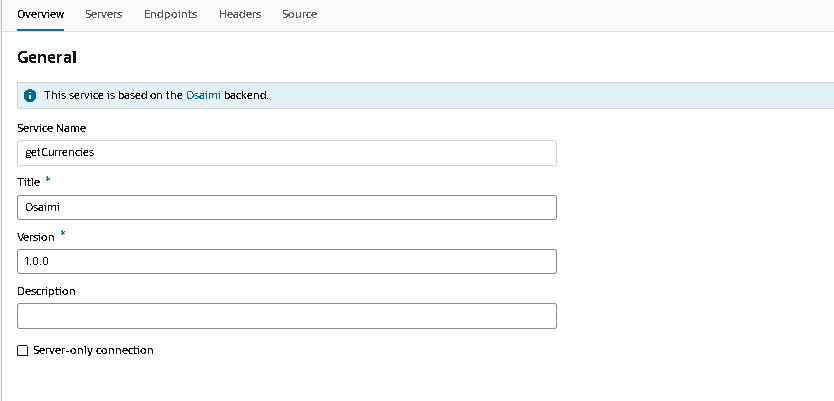 Overview Servers Endpoints Headers Source
General
This service is based on the Osaimi backend.
Service Name
getCurrencies
Title *
Osaimi
Version *
1.0.0
Description
Server-only connection